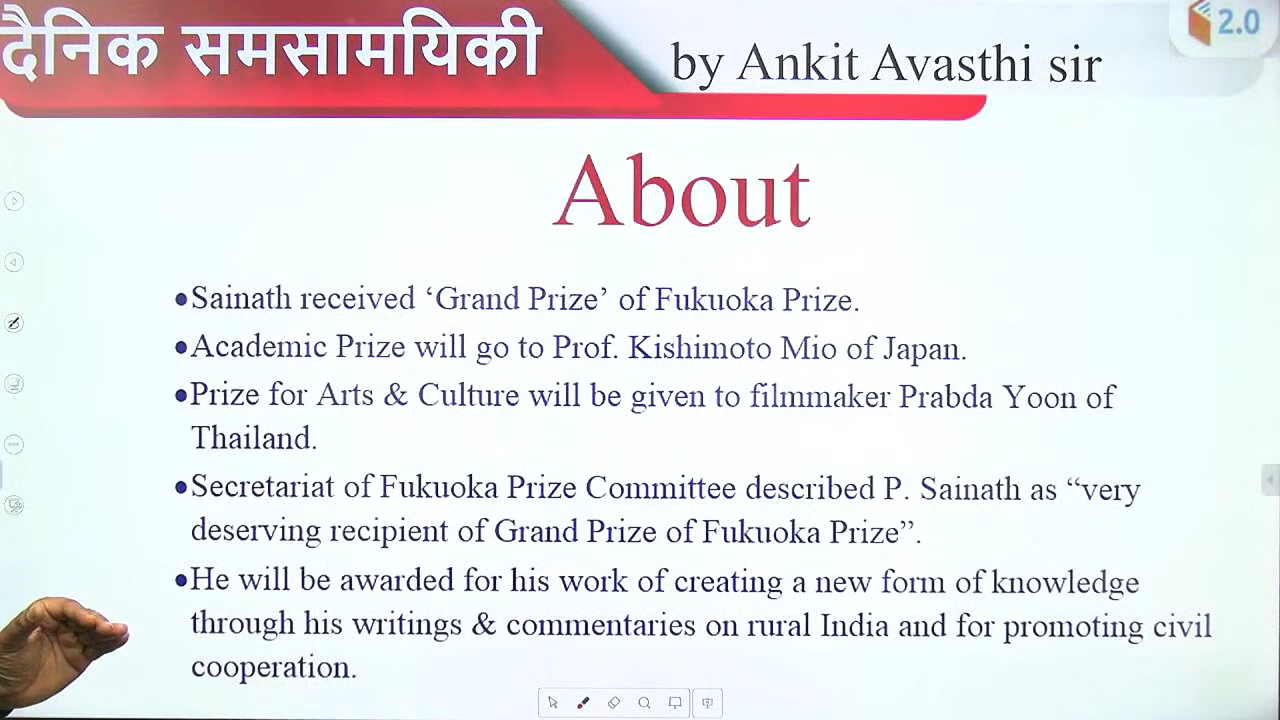 दैनिक समसामयिकी
by Ankit Avasthi sir
2.0
About
•Sainath received ‘Grand Prize’ of Fukuoka Prize.
•Academic Prize will go to Prof. Kishimoto Mio of Japan.
•Prize for Arts & Culture will be given to filmmaker Prabda Yoon of
Thailand.
•Secretariat of Fukuoka Prize Committee described P. Sainath as “very
deserving recipient of Grand Prize of Fukuoka Prize”.
•He will be awarded for his work of creating a new form of knowledge
through his writings & commentaries on rural India and for promoting civil
cooperation.